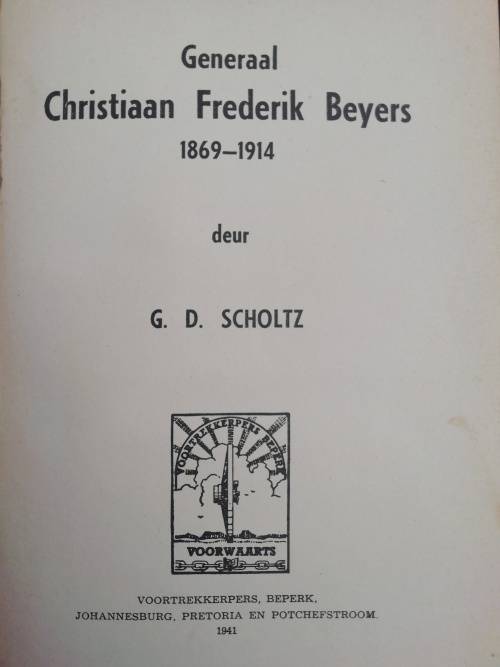 Generaal
Christiaan Frederik Beyers
1869–1914
deur
G. D. SCHOLTZ
VOORTREKKERPERS BEPERK
VOORWAARTS
VOORTREKKERPERS, BEPERK,
JOHANNESBURG, PRETORIA EN POTCHEFSTROOM.
1941